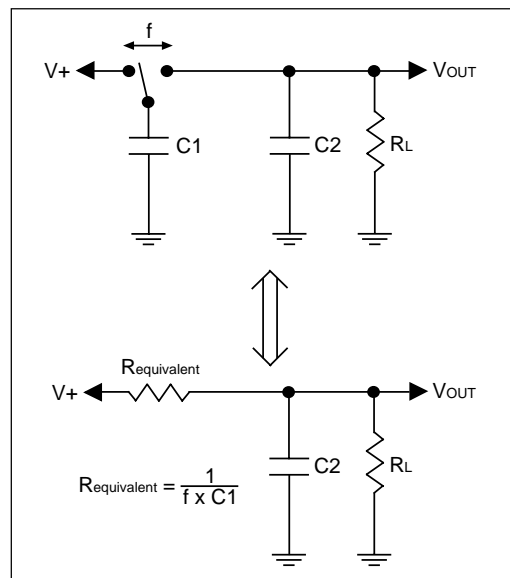 f
V+
VOUT
C1
C2
RL
Requivalent
V+
VOUT
C2
RL
Requivalent = 1
f x C1